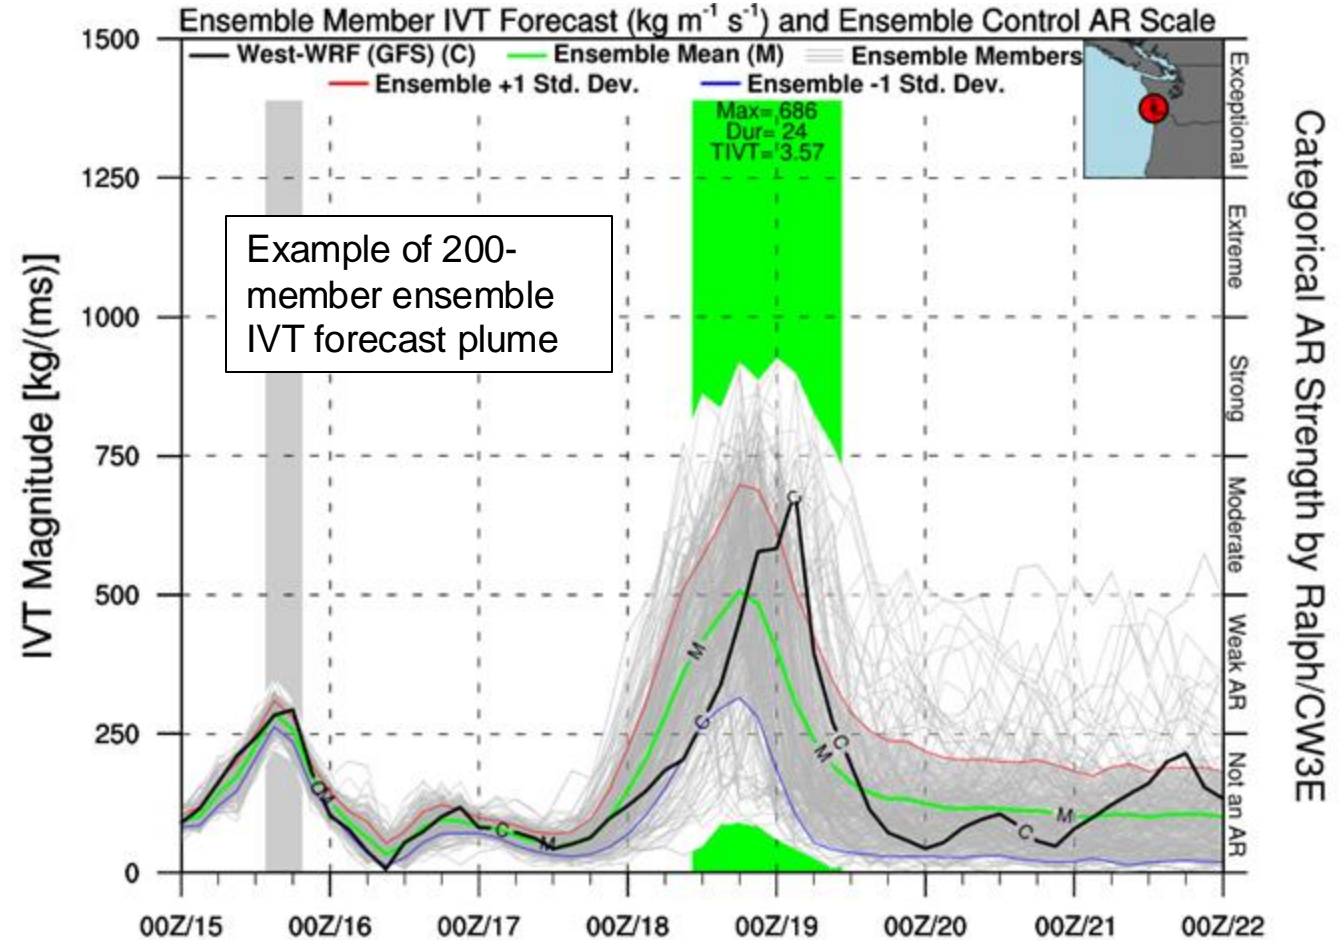 Ensemble Member IVT Forecast (kg m⁻¹ s⁻¹) and Ensemble Control AR Scale
West-WRF (GFS) (C) Ensemble Mean (M) Ensemble Members
Ensemble +1 Std. Dev. Ensemble -1 Std. Dev.
Max= 686
Dur= 24
TIVT= 3.57
Example of 200-
member ensemble
IVT forecast plume
IVT Magnitude [kg/(ms)]
1500
1250
1000
750
500
250
0
00Z/15 00Z/16 00Z/17 00Z/18 00Z/19 00Z/20 00Z/21 00Z/22
Exceptional
Extreme
Strong
Moderate
Weak AR
Not an AR
Categorical AR Strength by Ralph/CW3E
C
M
C
M
C
C
M
C
M